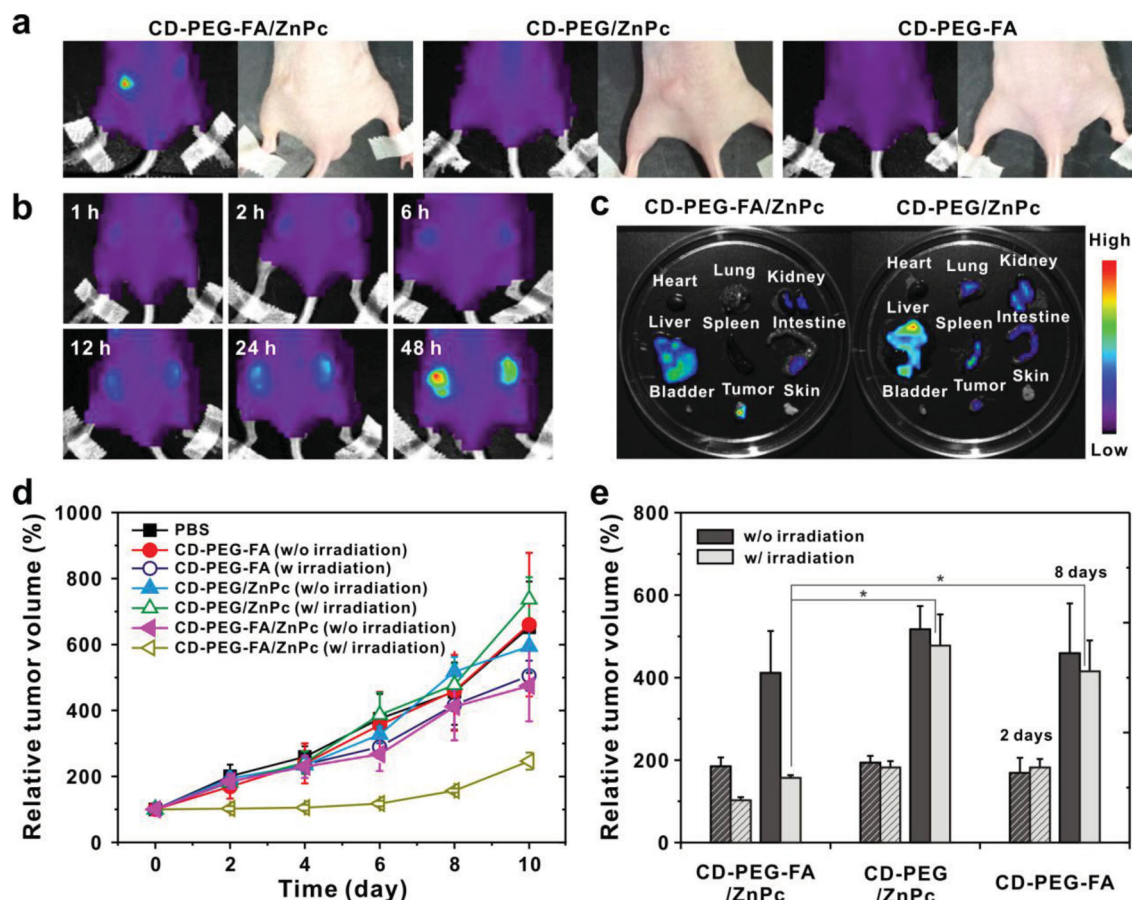 a
CD-PEG-FA/ZnPc
CD-PEG/ZnPc
CD-PEG-FA
b
1 h
2 h
6 h
12 h
24 h
48 h
c
CD-PEG-FA/ZnPc
CD-PEG/ZnPc
Heart
Lung
Kidney
Liver
Spleen
Intestine
Bladder
Tumor
Skin
Heart
Lung
Kidney
Liver
Spleen
Intestine
Bladder
Tumor
Skin
High
Low
d
Relative tumor volume (%)
1000
800
600
400
200
0
PBS
CD-PEG-FA (w/o irradiation)
CD-PEG-FA (w irradiation)
CD-PEG/ZnPc (w/o irradiation)
CD-PEG/ZnPc (w/ irradiation)
CD-PEG-FA/ZnPc (w/o irradiation)
CD-PEG-FA/ZnPc (w/ irradiation)
0
2
4
6
8
10
Time (day)
e
Relative tumor volume (%)
800
600
400
200
0
w/o irradiation
w/ irradiation
*
*
8 days
2 days
CD-PEG-FA
/ZnPc
CD-PEG
/ZnPc
CD-PEG-FA